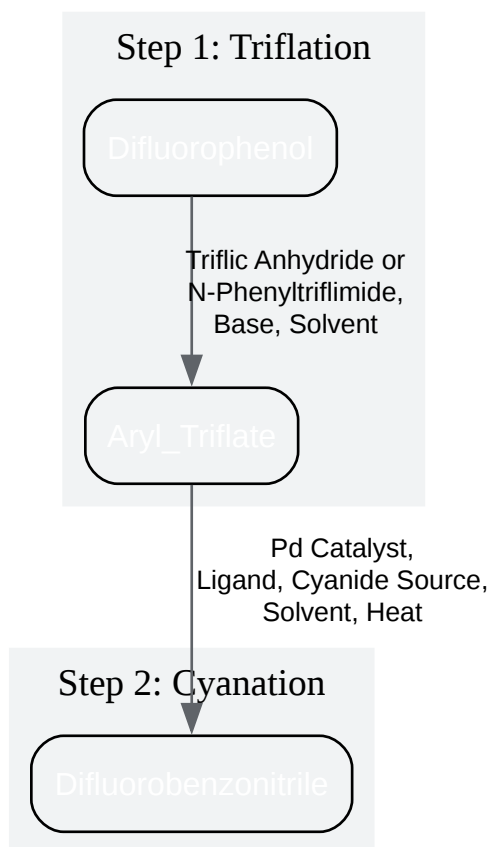 Step 1: Triflation
Difluorophenol
Triflic Anhydride or
N-Phenyltriflimide,
Base, Solvent
Aryl_Triflate
Pd Catalyst,
Ligand, Cyanide Source,
Solvent, Heat
Step 2: Cyanation
Difluorobenzonitrile